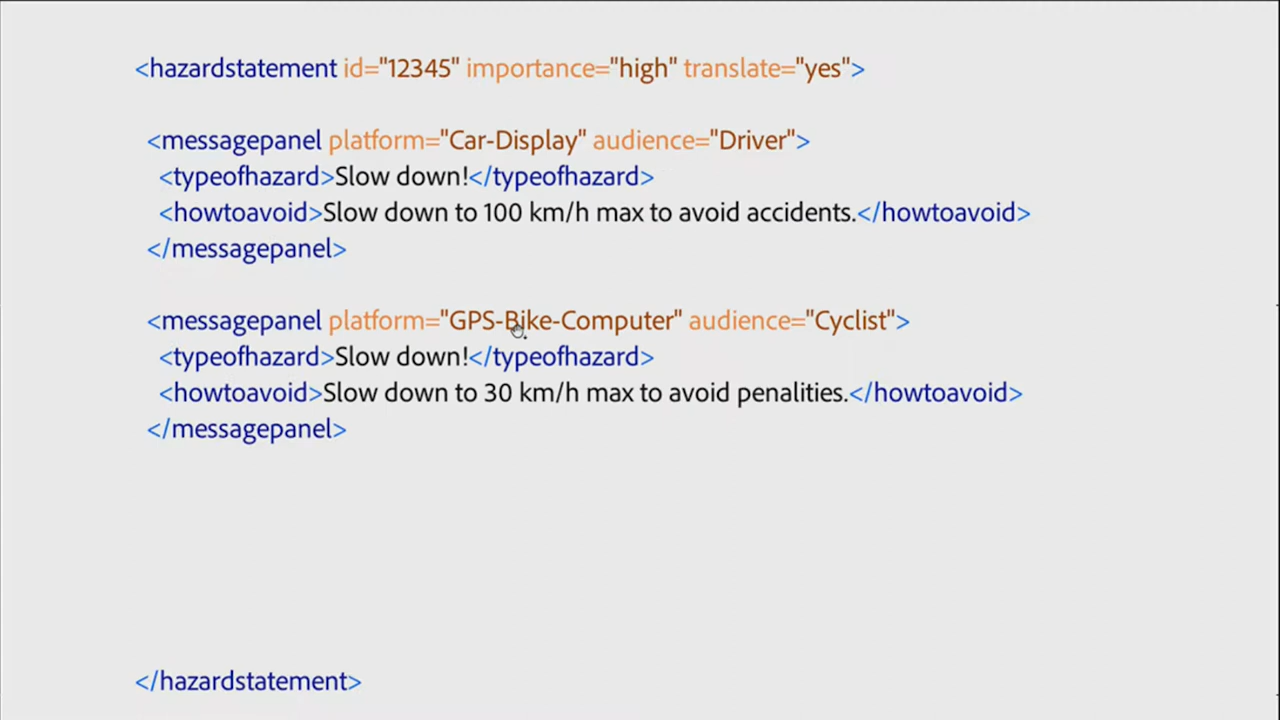 <hazardstatement id="12345" importance="high" translate="yes">
<messagepanel platform="Car-Display" audience="Driver">
<typeofhazard>Slow down!</typeofhazard>
<howtoavoid>Slow down to 100 km/h max to avoid accidents.</howtoavoid>
</messagepanel>
<messagepanel platform="GPS-Bike-Computer" audience="Cyclist">
<typeofhazard>Slow down!</typeofhazard>
<howtoavoid>Slow down to 30 km/h max to avoid penalities.</howtoavoid>
</messagepanel>
</hazardstatement>